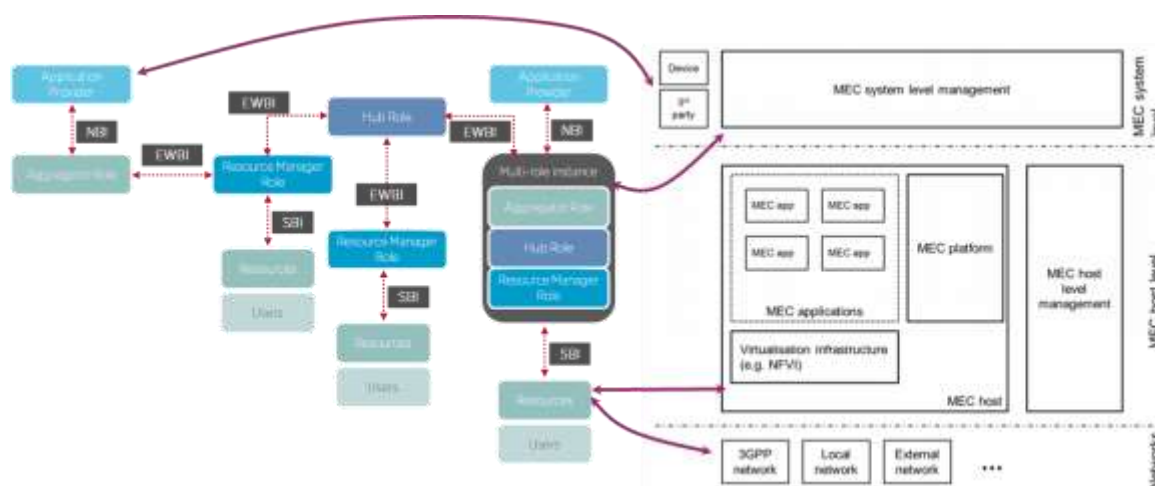 Application
Provider
NBI
Aggregator Role
EWBI
EWBI
Resource Manager
Role
SBI
Resources
Users
Hub Role
EWBI
EWBI
Resource Manager
Role
SBI
Resources
Users
Application
Provider
NBI
Multi-role instance
Aggregator Role
Hub Role
Resource Manager
Role
SBI
Resources
Users
Device
3rd
party
MEC system level management
MEC system
level
MEC app
MEC app
MEC app
MEC app
MEC applications
MEC platform
Virtualisation infrastructure
(e.g. NFVI)
MEC host
MEC host
level
management
MEC host level
3GPP
network
Local
network
External
network
...
Networks